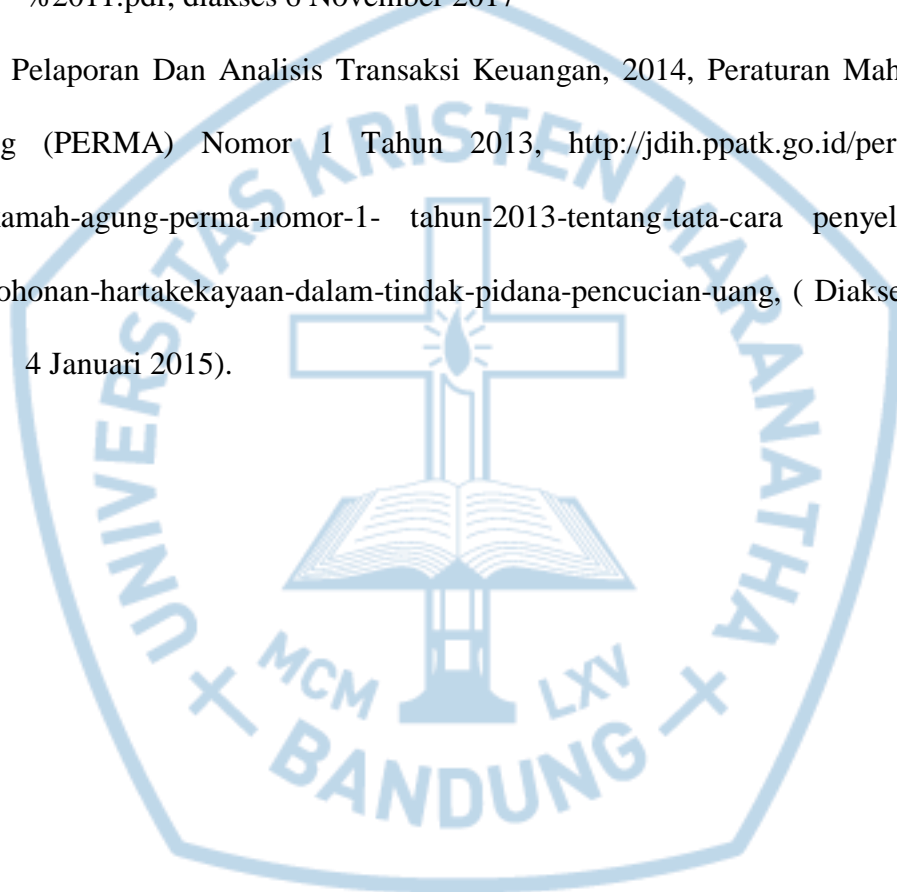 %2011.pdf, diakses 6 November 2017
Pelaporan Dan Analisis Transaksi Keuangan, 2014, Peraturan Mah
g (PERMA) Nomor 1 Tahun 2013, http://jdih.ppatk.go.id/per
amah-agung-perma-nomor-1- tahun-2013-tentang-tata-cara penyel
ohonan-hartakekayaan-dalam-tindak-pidana-pencucian-uang, ( Diakse
4 Januari 2015).
UNIVERSITAS KRISTEN MARANATHA
MCM LXV
BANDUNG